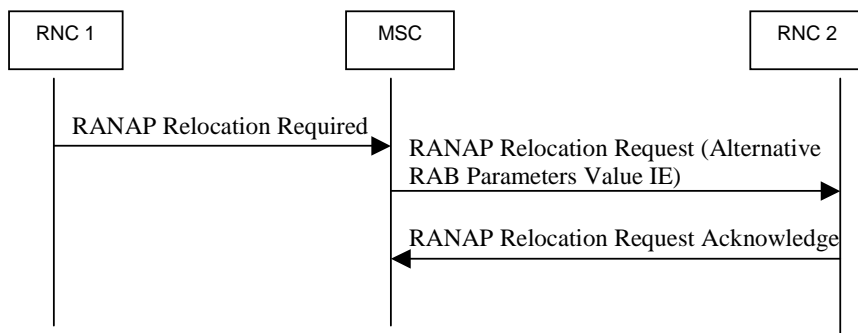 RNC 1
MSC
RNC 2
RANAP Relocation Required
RANAP Relocation Request (Alternative
RAB Parameters Value IE)
RANAP Relocation Request Acknowledge